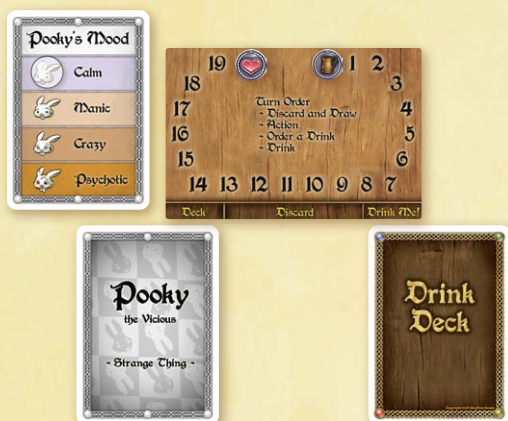 Pooky's Mood
Calm
Manic
Crazy
Psychotic
19 1 2
18 3
17 4
16 5
15 6
14 13 12 11 10 9 8 7
Turn Order
- Discard and Draw
- Action
- Order a Drink
- Drink
Deck Discard Drink Me!
Pooky
the Vicious
- Strange Thing -
Drink
Deck